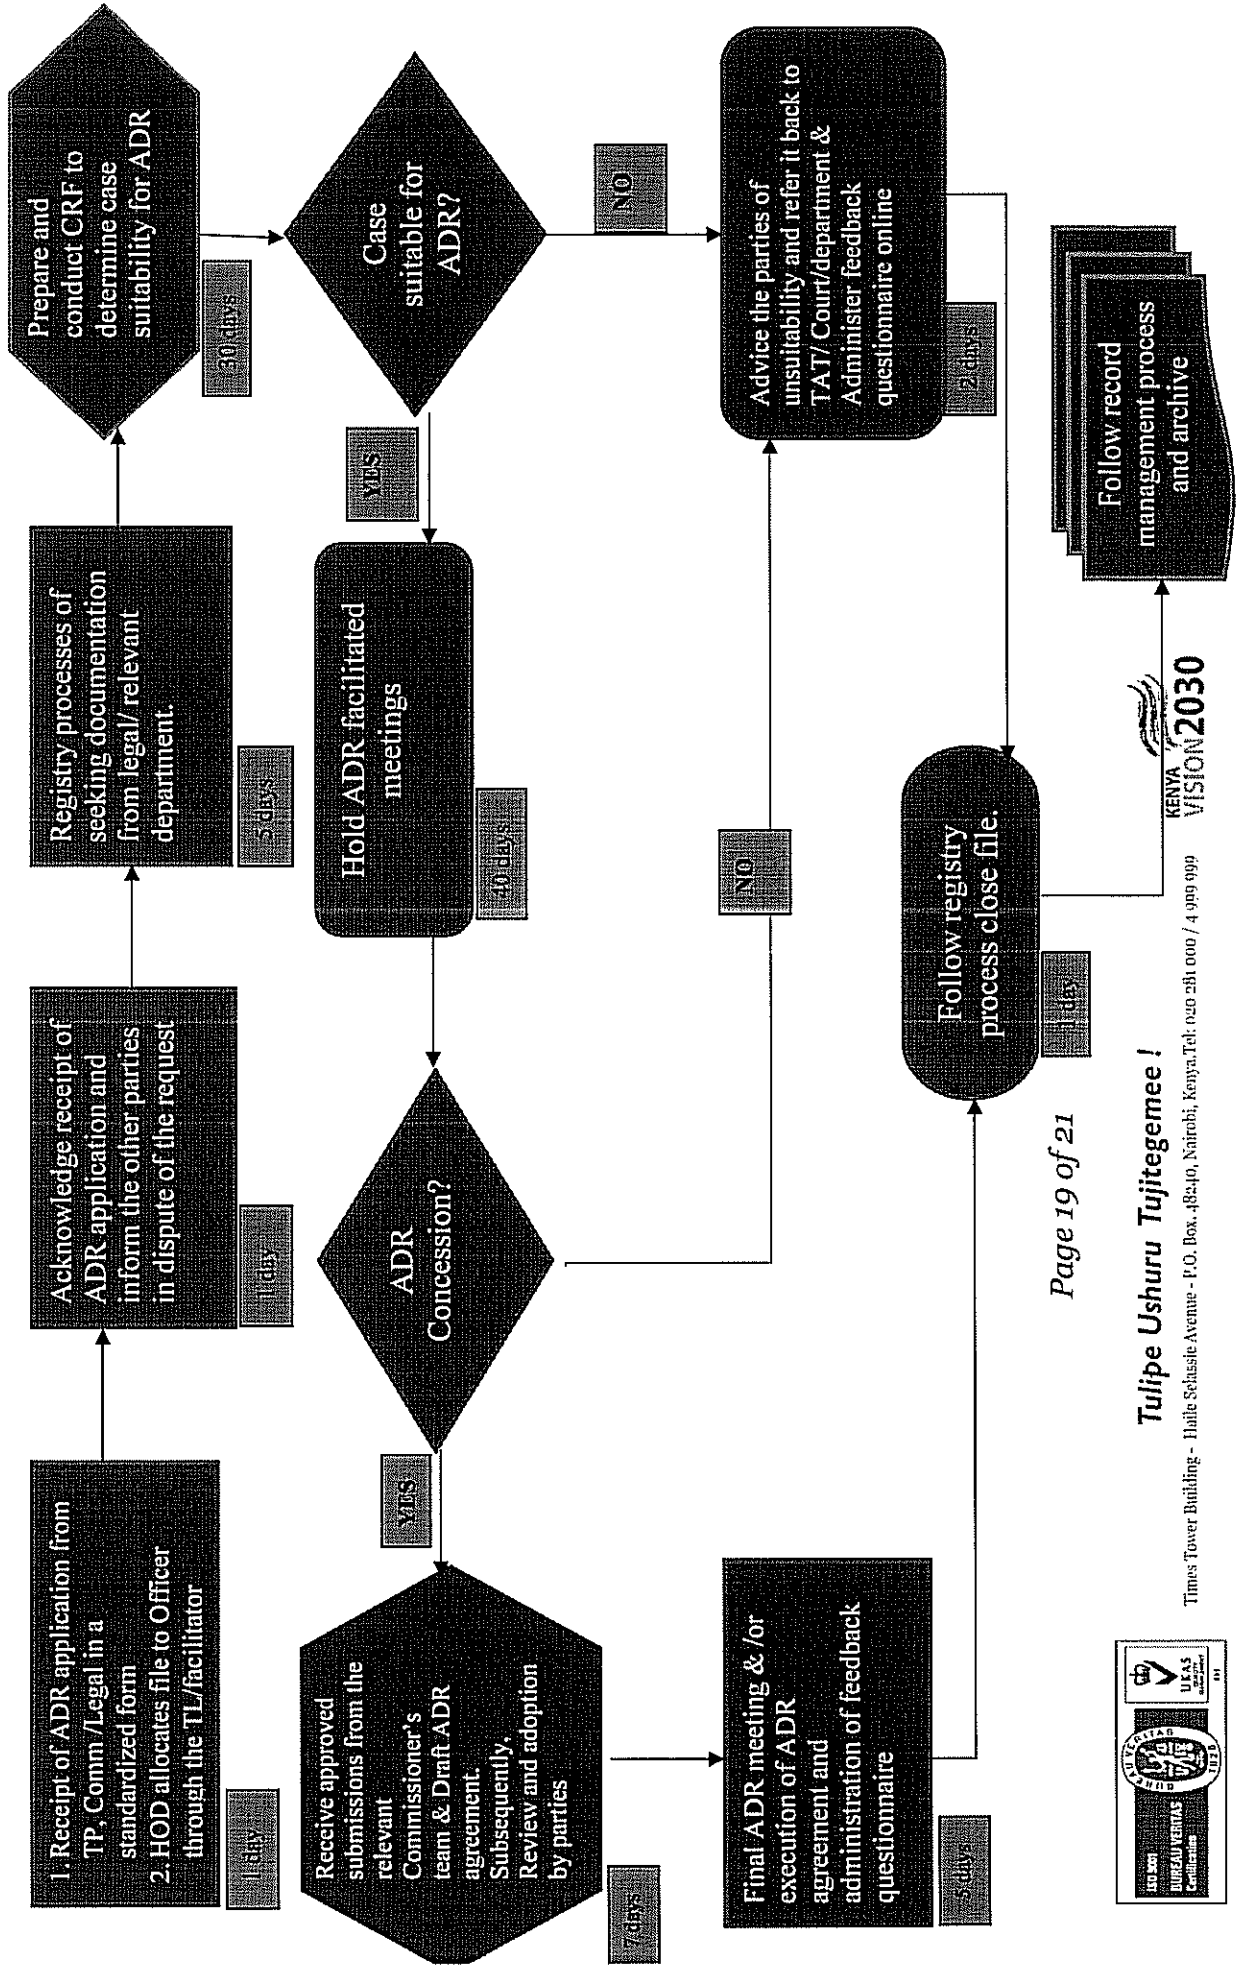 1. Receipt of ADR application from
TP, Comm /Legal in a
standardized form
2. HOD allocates file to Officer
through the TL/facilitator
1 day
Acknowledge receipt of
ADR application and
inform the other parties
in dispute of the request
1 day
Registry processes of
seeking documentation
from legal/ relevant
department.
5 days
Prepare and
conduct CRF to
determine case
suitability for ADR
30 days
Case
suitable for
ADR?
YES
NO
Hold ADR facilitated
meetings
40 days
ADR
Concession?
YES
NO
Receive approved
submissions from the
relevant
Commissioner's
team & Draft ADR
agreement.
Subsequently,
Review and adoption
by parties
7 days
Final ADR meeting & /or
execution of ADR
agreement and
administration of feedback
questionnaire
5 days
Advice the parties of
unsuitability and refer it back to
TAT/ Court/department &
Administer feedback
questionnaire online
2 days
Follow registry
process close file.
1 day
Follow record
management process
and archive
Page 19 of 21
Tulipe Ushuru Tujitegemee !
Times Tower Building - Haile Selassie Avenue - P.O. Box. 48240, Nairobi, Kenya.Tel: 020 281 000 / 4 999 999
KENYA
VISION 2030
ISO 9001
BUREAU VERITAS
Certification
BUREAU VERITAS
1828
UKAS